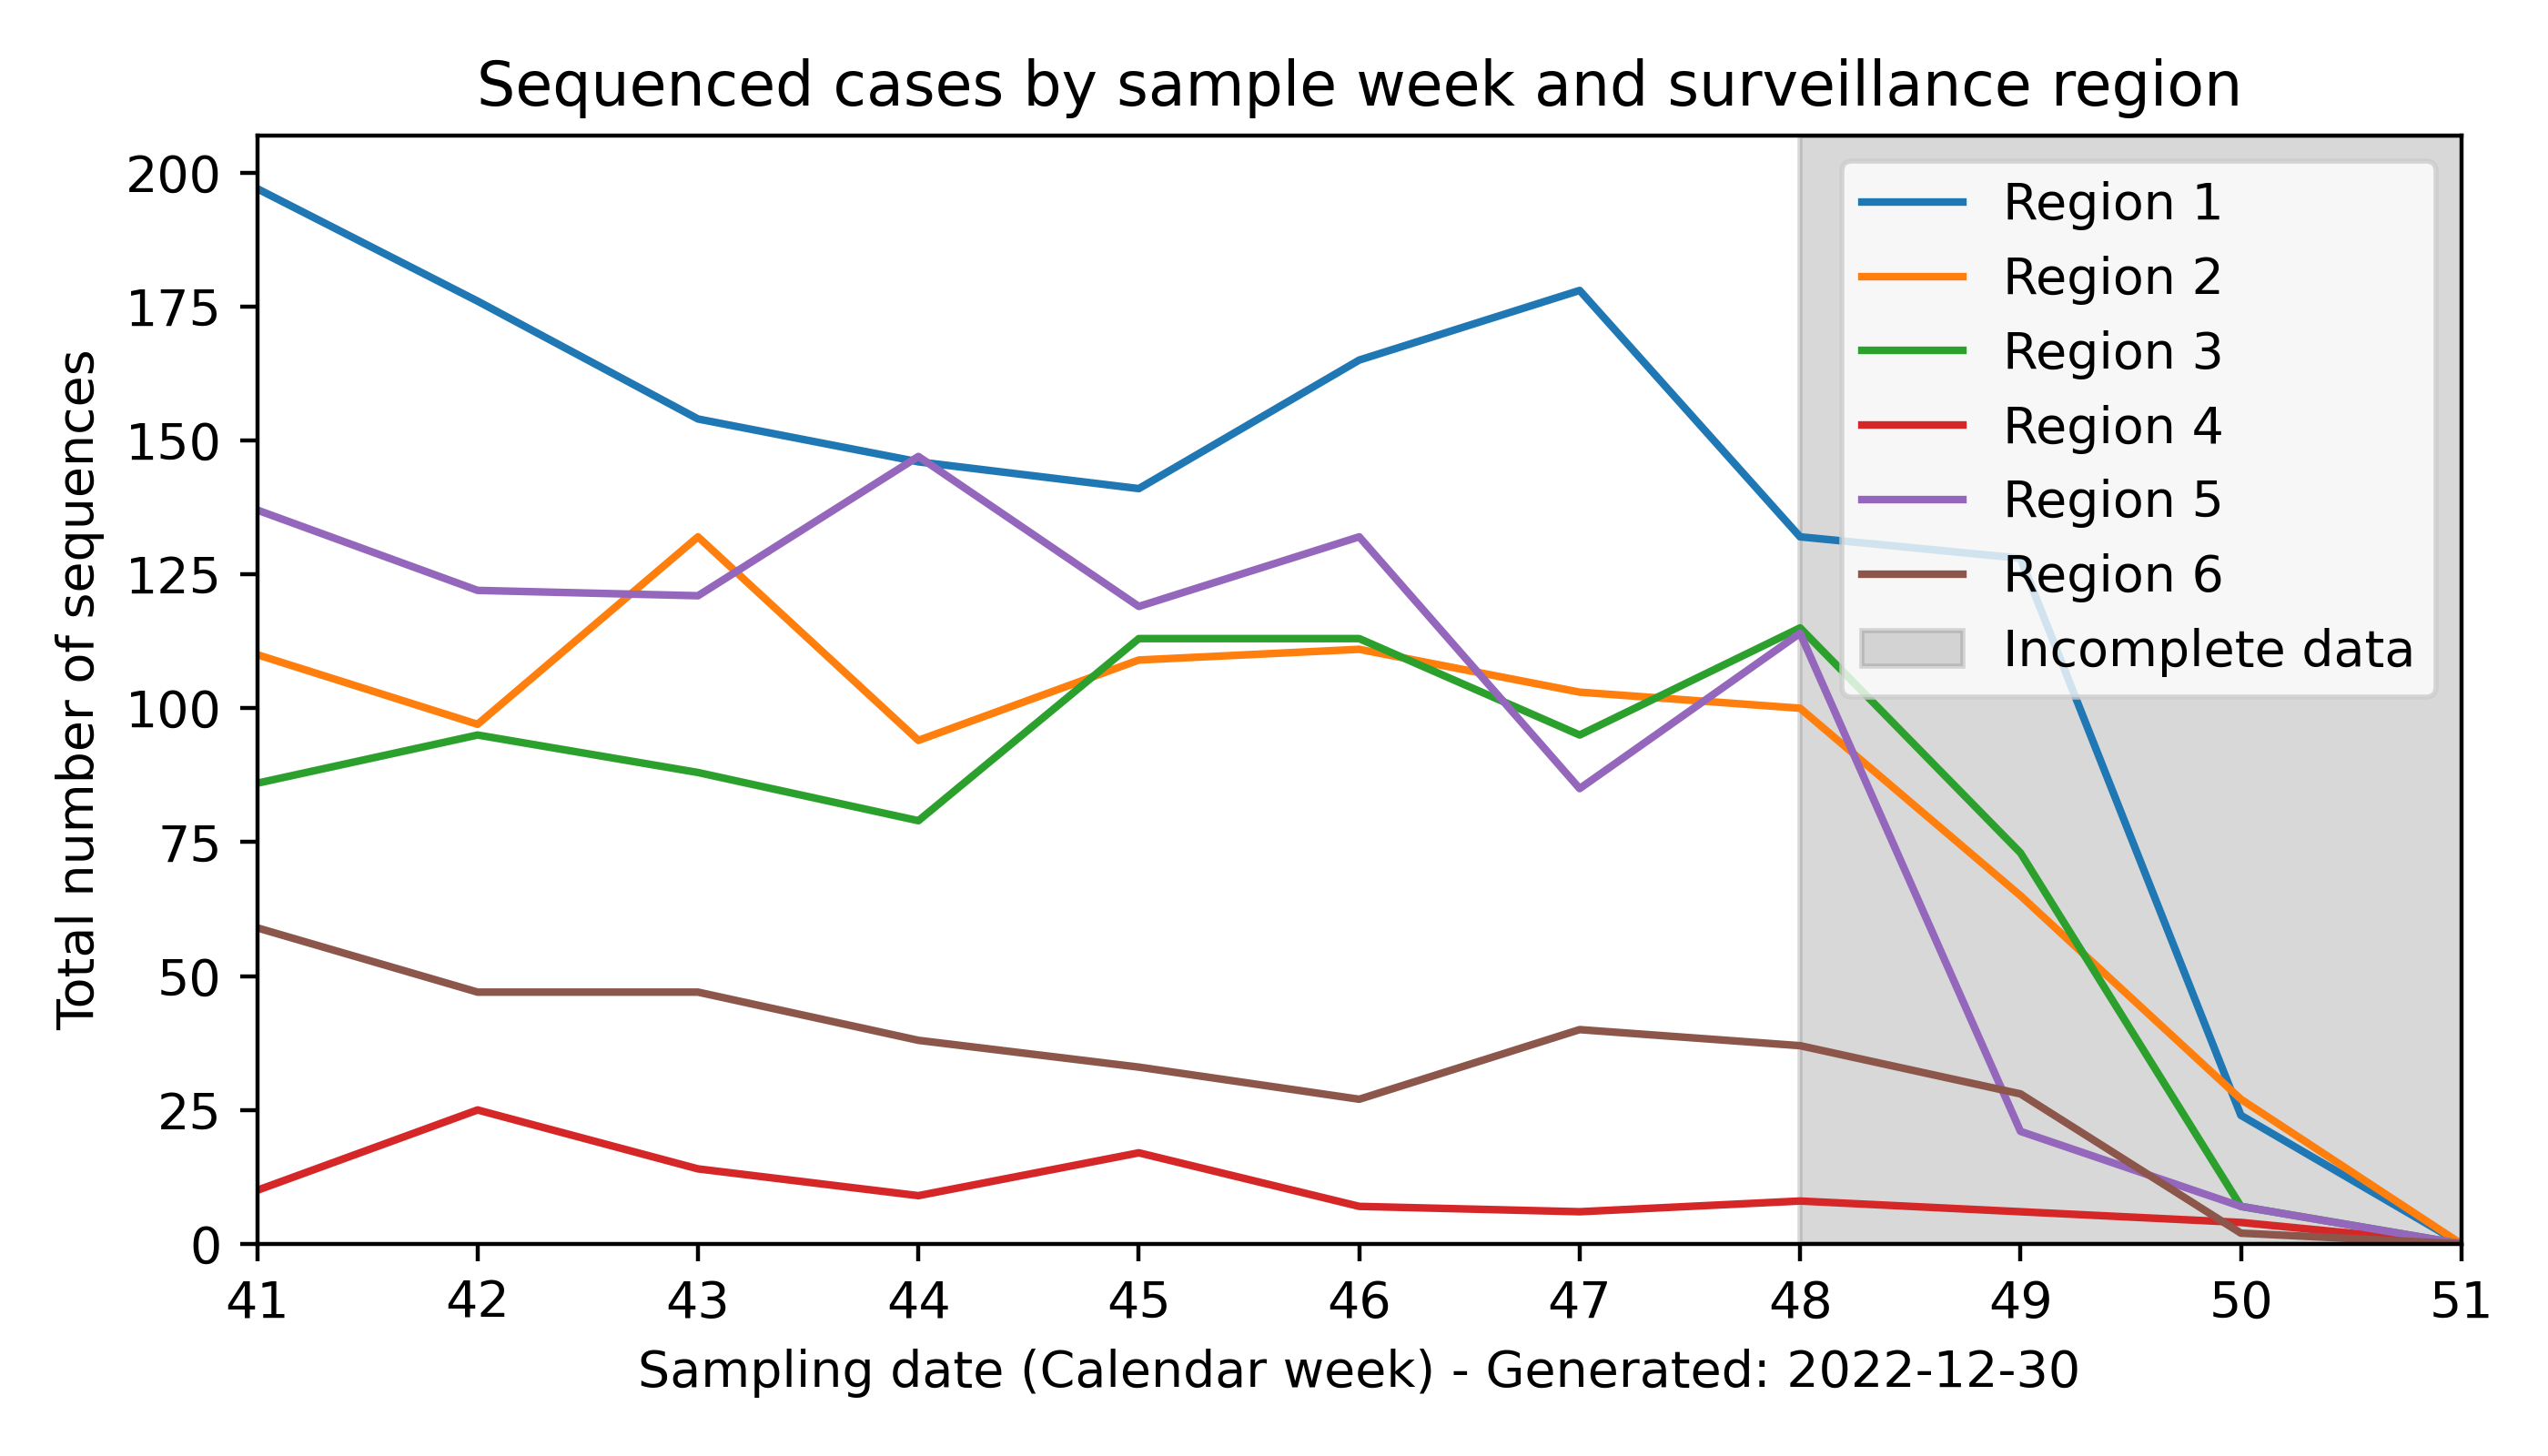 Sequenced cases by sample week and surveillance region
Total number of sequences
200
175
150
125
100
75
50
25
0
Region 1
Region 2
Region 3
Region 4
Region 5
Region 6
Incomplete data
41 42 43 44 45 46 47 48 49 50 51
Sampling date (Calendar week) - Generated: 2022-12-30